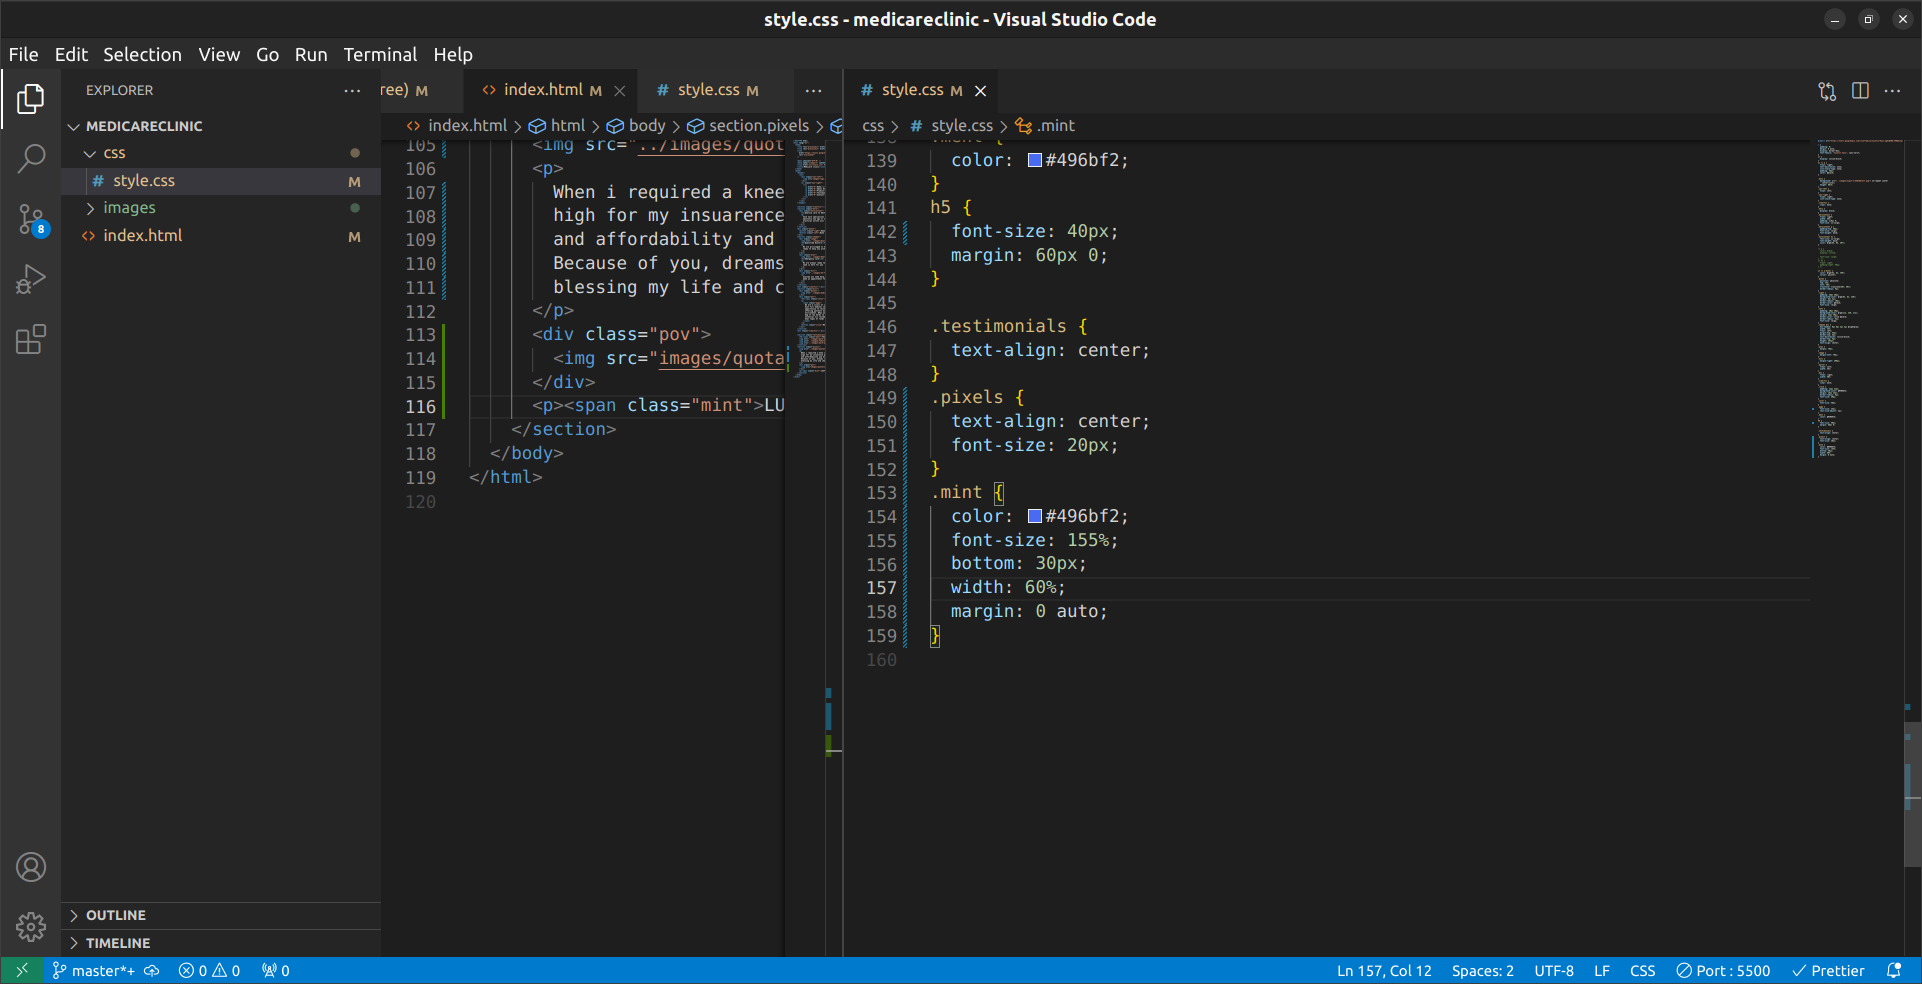 style.css - medicareclinic - Visual Studio Code
File Edit Selection View Go Run Terminal Help
EXPLORER
MEDICARECLINIC
css
# style.css M
images
<> index.html M
OUTLINE
TIMELINE
ree) M
<> index.html M
# style.css M
<> index.html > html > body > section.pixels >
105 <img src="../images/quot
106 <p>
107 When i required a knee
108 high for my insuarence
109 and affordability and
110 Because of you, dreams
111 blessing my life and c
112 </p>
113 <div class="pov">
114 <img src="images/quota
115 </div>
116 <p><span class="mint">LU
117 </section>
118 </body>
119 </html>
120
# style.css M
css > # style.css > .mint
138 .mint {
139 color: #496bf2;
140 }
141 h5 {
142 font-size: 40px;
143 margin: 60px 0;
144 }
145
146 .testimonials {
147 text-align: center;
148 }
149 .pixels {
150 text-align: center;
151 font-size: 20px;
152 }
153 .mint {
154 color: #496bf2;
155 font-size: 155%;
156 bottom: 30px;
157 width: 60%;
158 margin: 0 auto;
159 }
160
8
master*+ 0 0 0 Ln 157, Col 12 Spaces: 2 UTF-8 LF CSS Port : 5500 Prettier